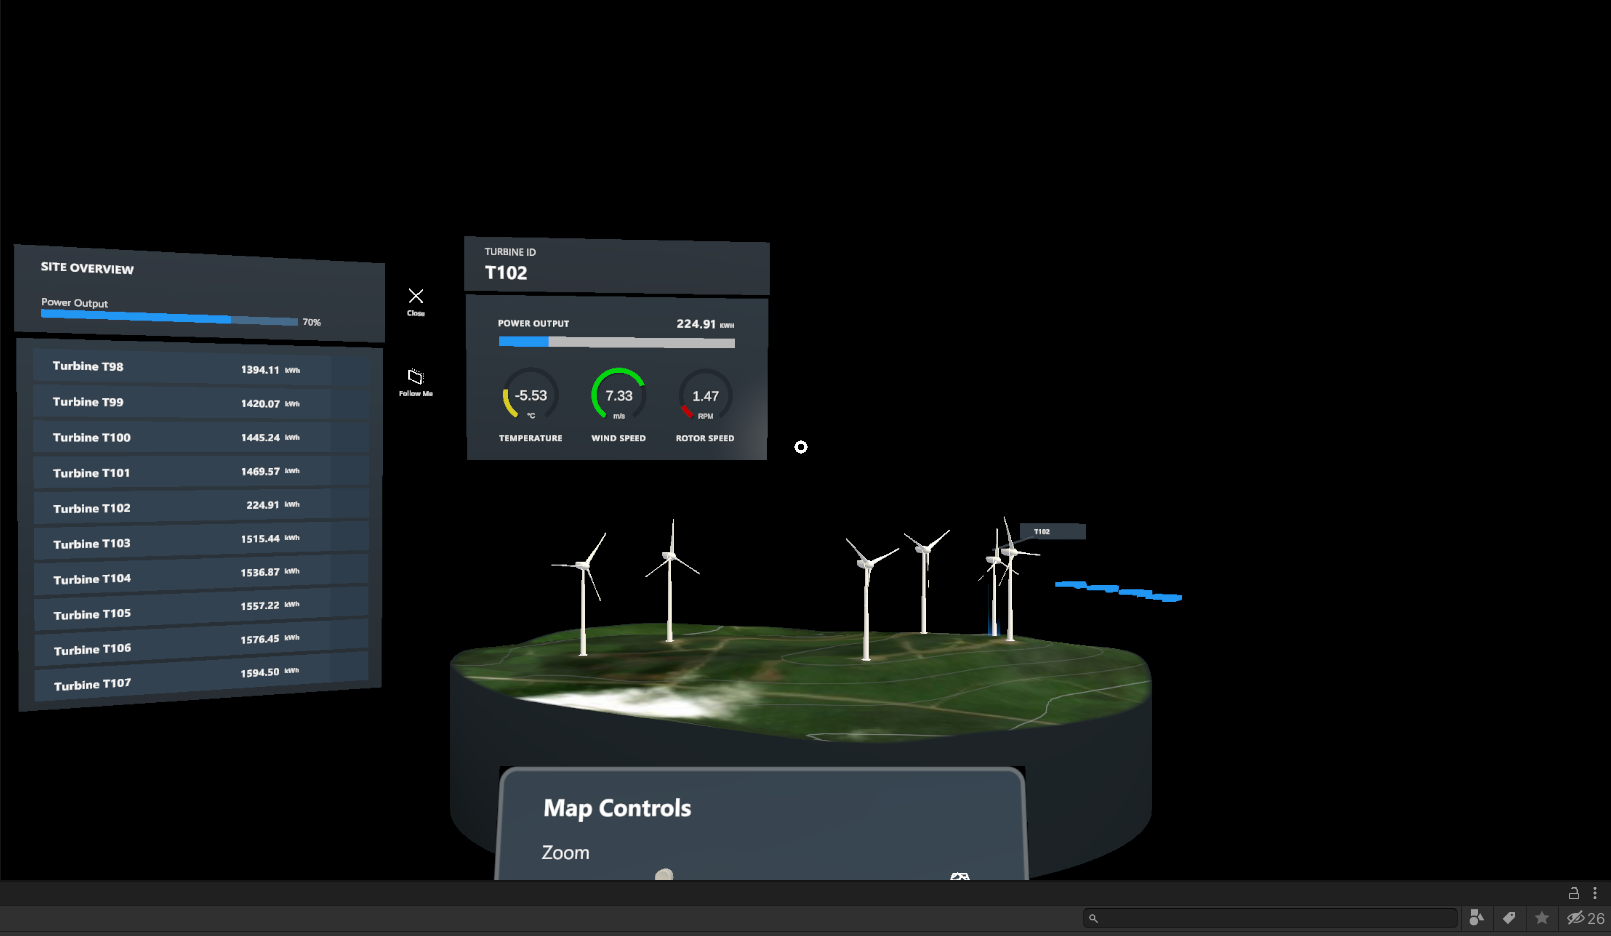 SITE OVERVIEW
Power Output
70%
Turbine T98 1394.11 kWh
Turbine T99 1420.07 kWh
Turbine T100 1445.24 kWh
Turbine T101 1469.57 kWh
Turbine T102 224.91 kWh
Turbine T103 1515.44 kWh
Turbine T104 1536.87 kWh
Turbine T105 1557.22 kWh
Turbine T106 1576.45 kWh
Turbine T107 1594.50 kWh
Close
Follow Me
TURBINE ID
T102
POWER OUTPUT 224.91 KWH
-5.53 7.33 1.47
°C m/s RPM
TEMPERATURE WIND SPEED ROTOR SPEED
T102
Map Controls
Zoom
26